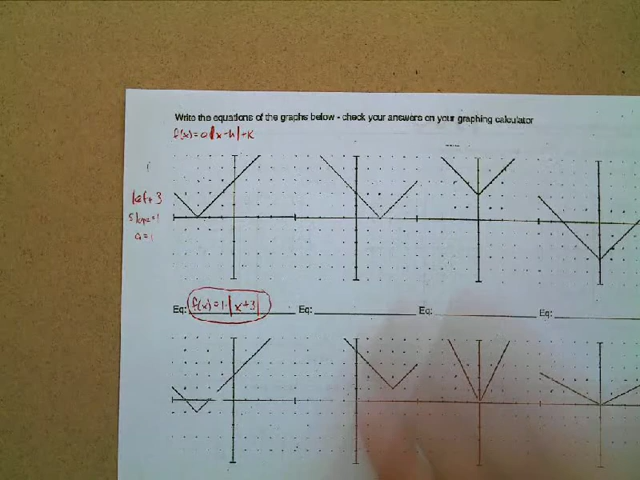 Write the equations of the graphs below - check your answers on your graphing calculator
f(x)=a|x-h|+k
left 3
Slope=1
a=1
Eq: f(x)=1·|x+3| Eq: Eq: Eq: